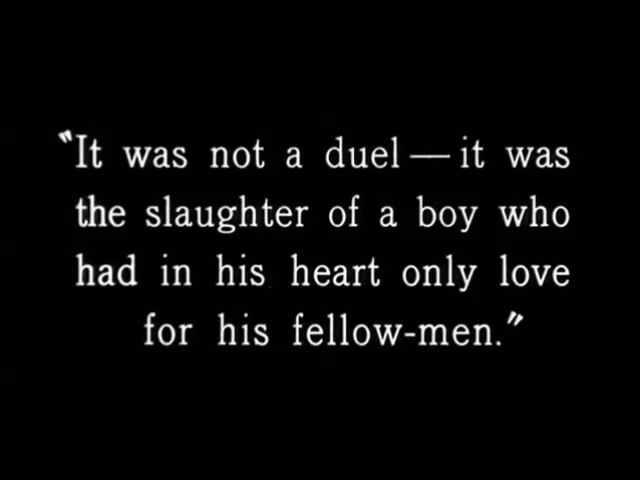 "It was not a duel — it was
the slaughter of a boy who
had in his heart only love
for his fellow-men."